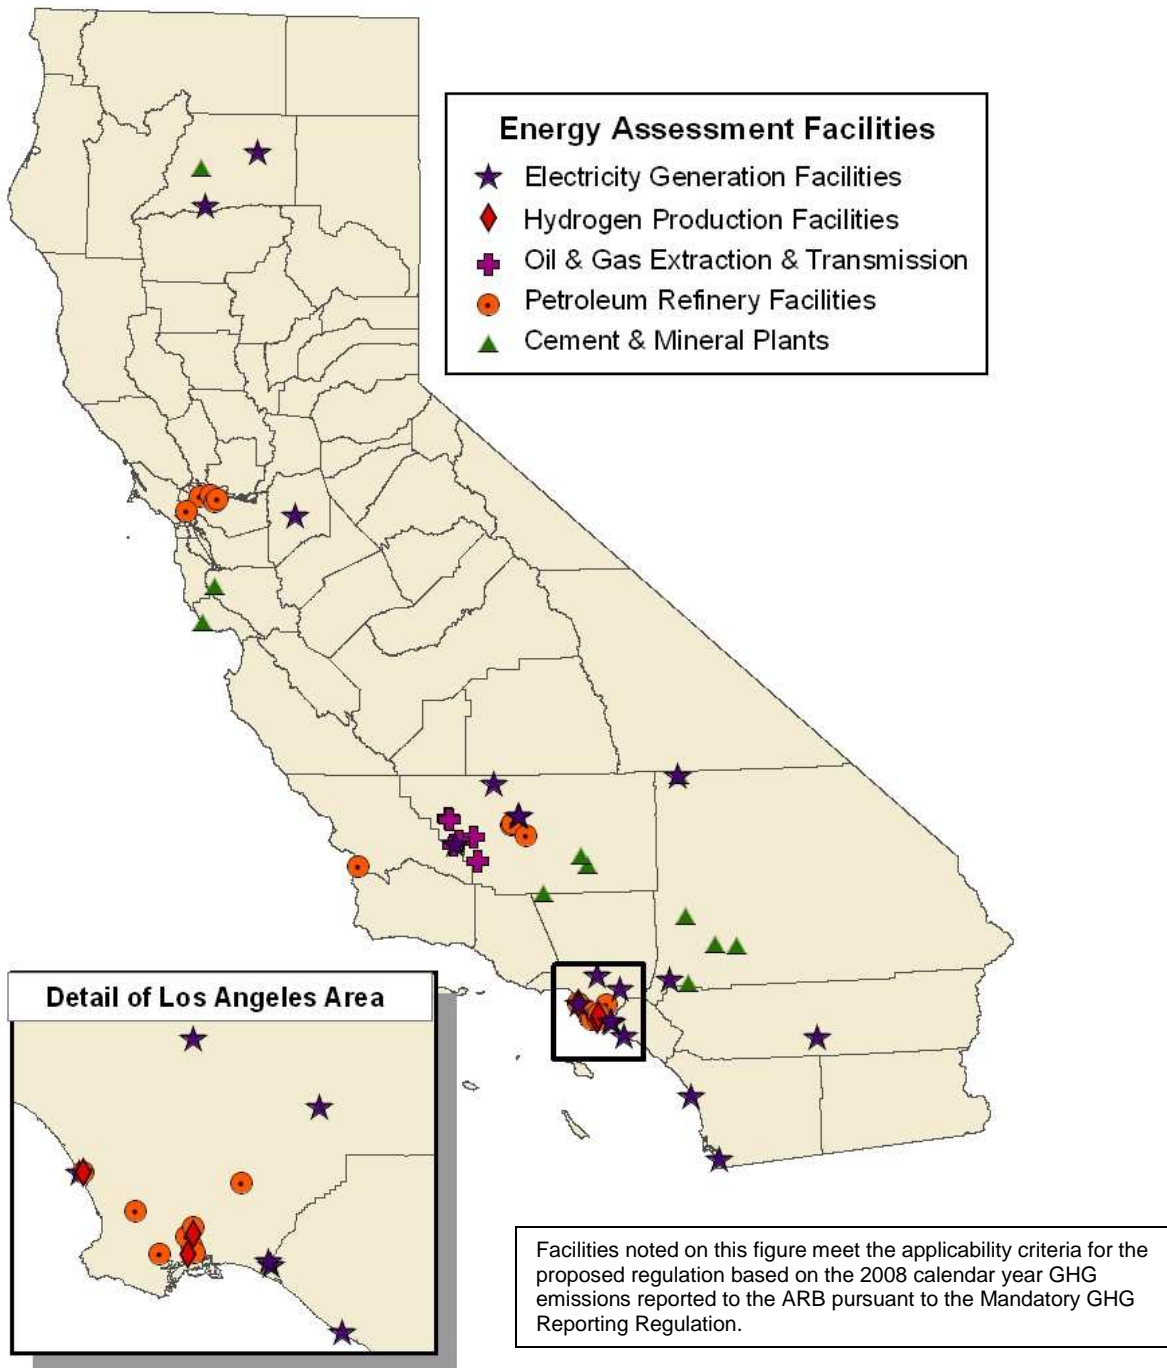 Energy Assessment Facilities
Electricity Generation Facilities
Hydrogen Production Facilities
Oil & Gas Extraction & Transmission
Petroleum Refinery Facilities
Cement & Mineral Plants
Detail of Los Angeles Area
Facilities noted on this figure meet the applicability criteria for the
proposed regulation based on the 2008 calendar year GHG
emissions reported to the ARB pursuant to the Mandatory GHG
Reporting Regulation.